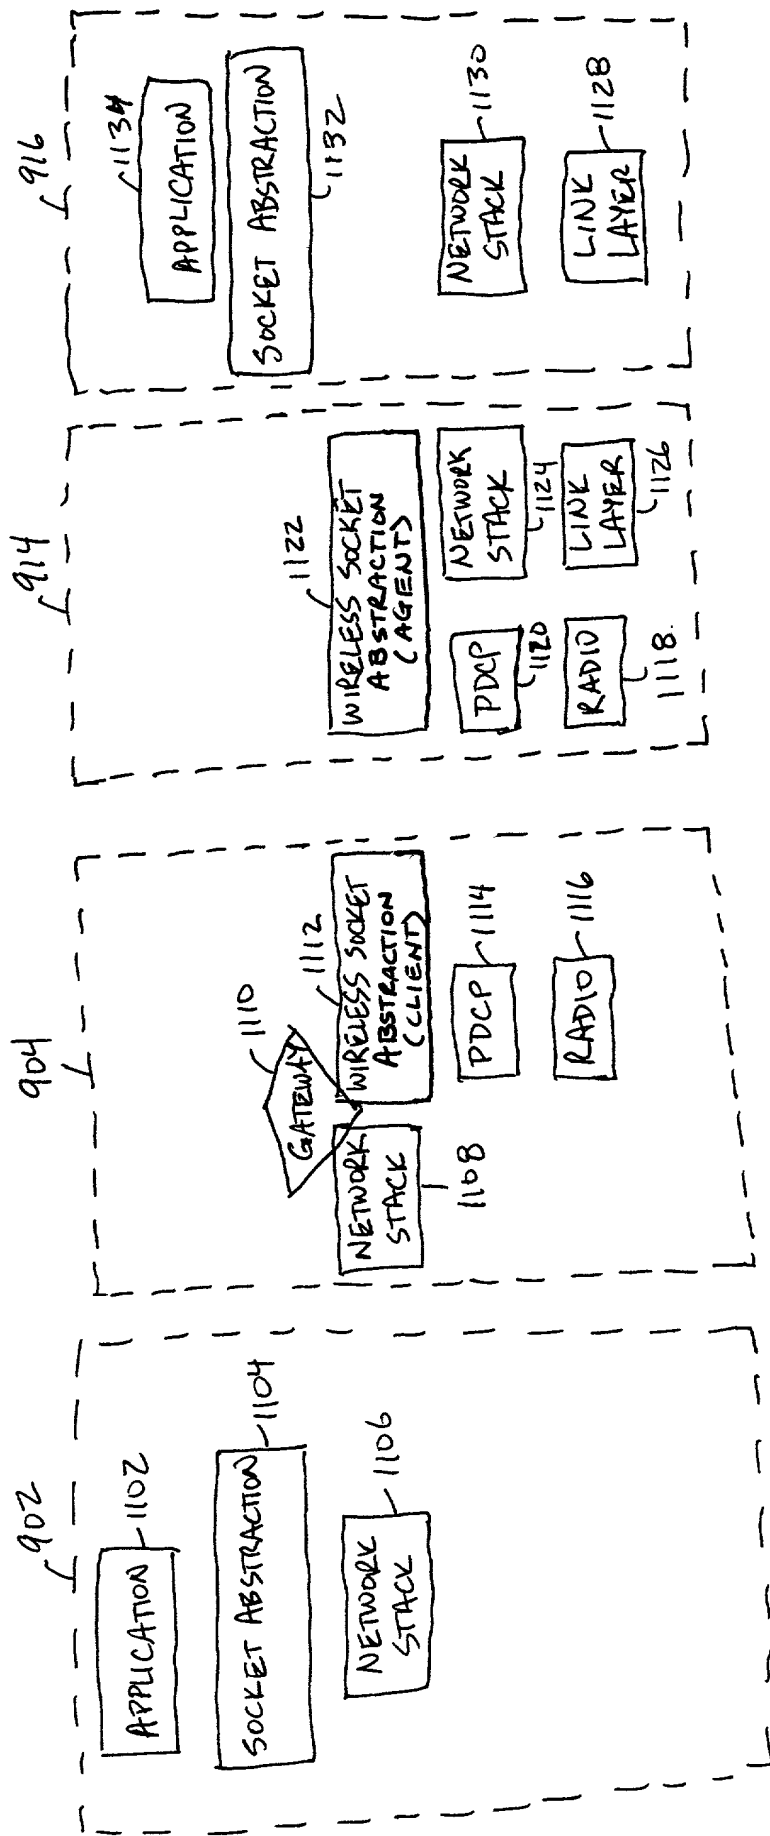 902
APPLICATION
1102
SOCKET ABSTRACTION
1104
NETWORK
STACK
1106
904
GATEWAY
1110
NETWORK
STACK
1108
WIRELESS SOCKET
ABSTRACTION
(CLIENT)
1112
PDCP
1114
RADIO
1116
914
WIRELESS SOCKET
ABSTRACTION
(AGENT)
1122
PDCP
1120
NETWORK
STACK
1124
RADIO
1118.
LINK
LAYER
1126
916
APPLICATION
1134
SOCKET ABSTRACTION
1132
NETWORK
STACK
1130
LINK
LAYER
1128